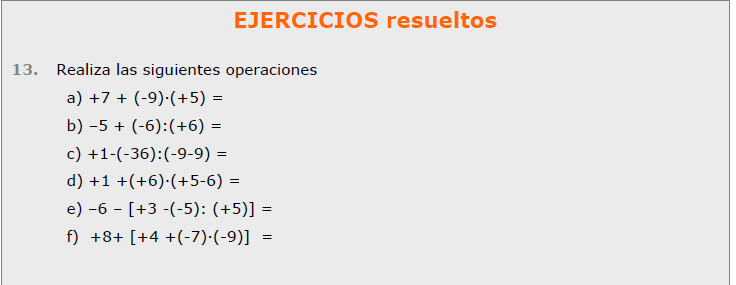 EJERCICIOS resueltos
13. Realiza las siguientes operaciones
a) +7 + (-9)·(+5) =
b) –5 + (-6):(+6) =
c) +1-(-36):(-9-9) =
d) +1 +(+6)·(+5-6) =
e) –6 – [+3 -(-5): (+5)] =
f) +8+ [+4 +(-7)·(-9)] =